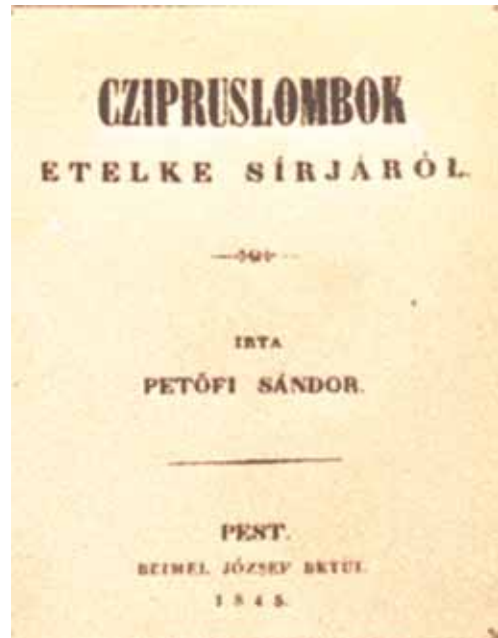 CZIPRUSLOMBOK
ETELKE SÍRJÁRÓL.
IRTA
PETŐFI SÁNDOR.
PEST.
BEIMEL JÓZSEF
1845.